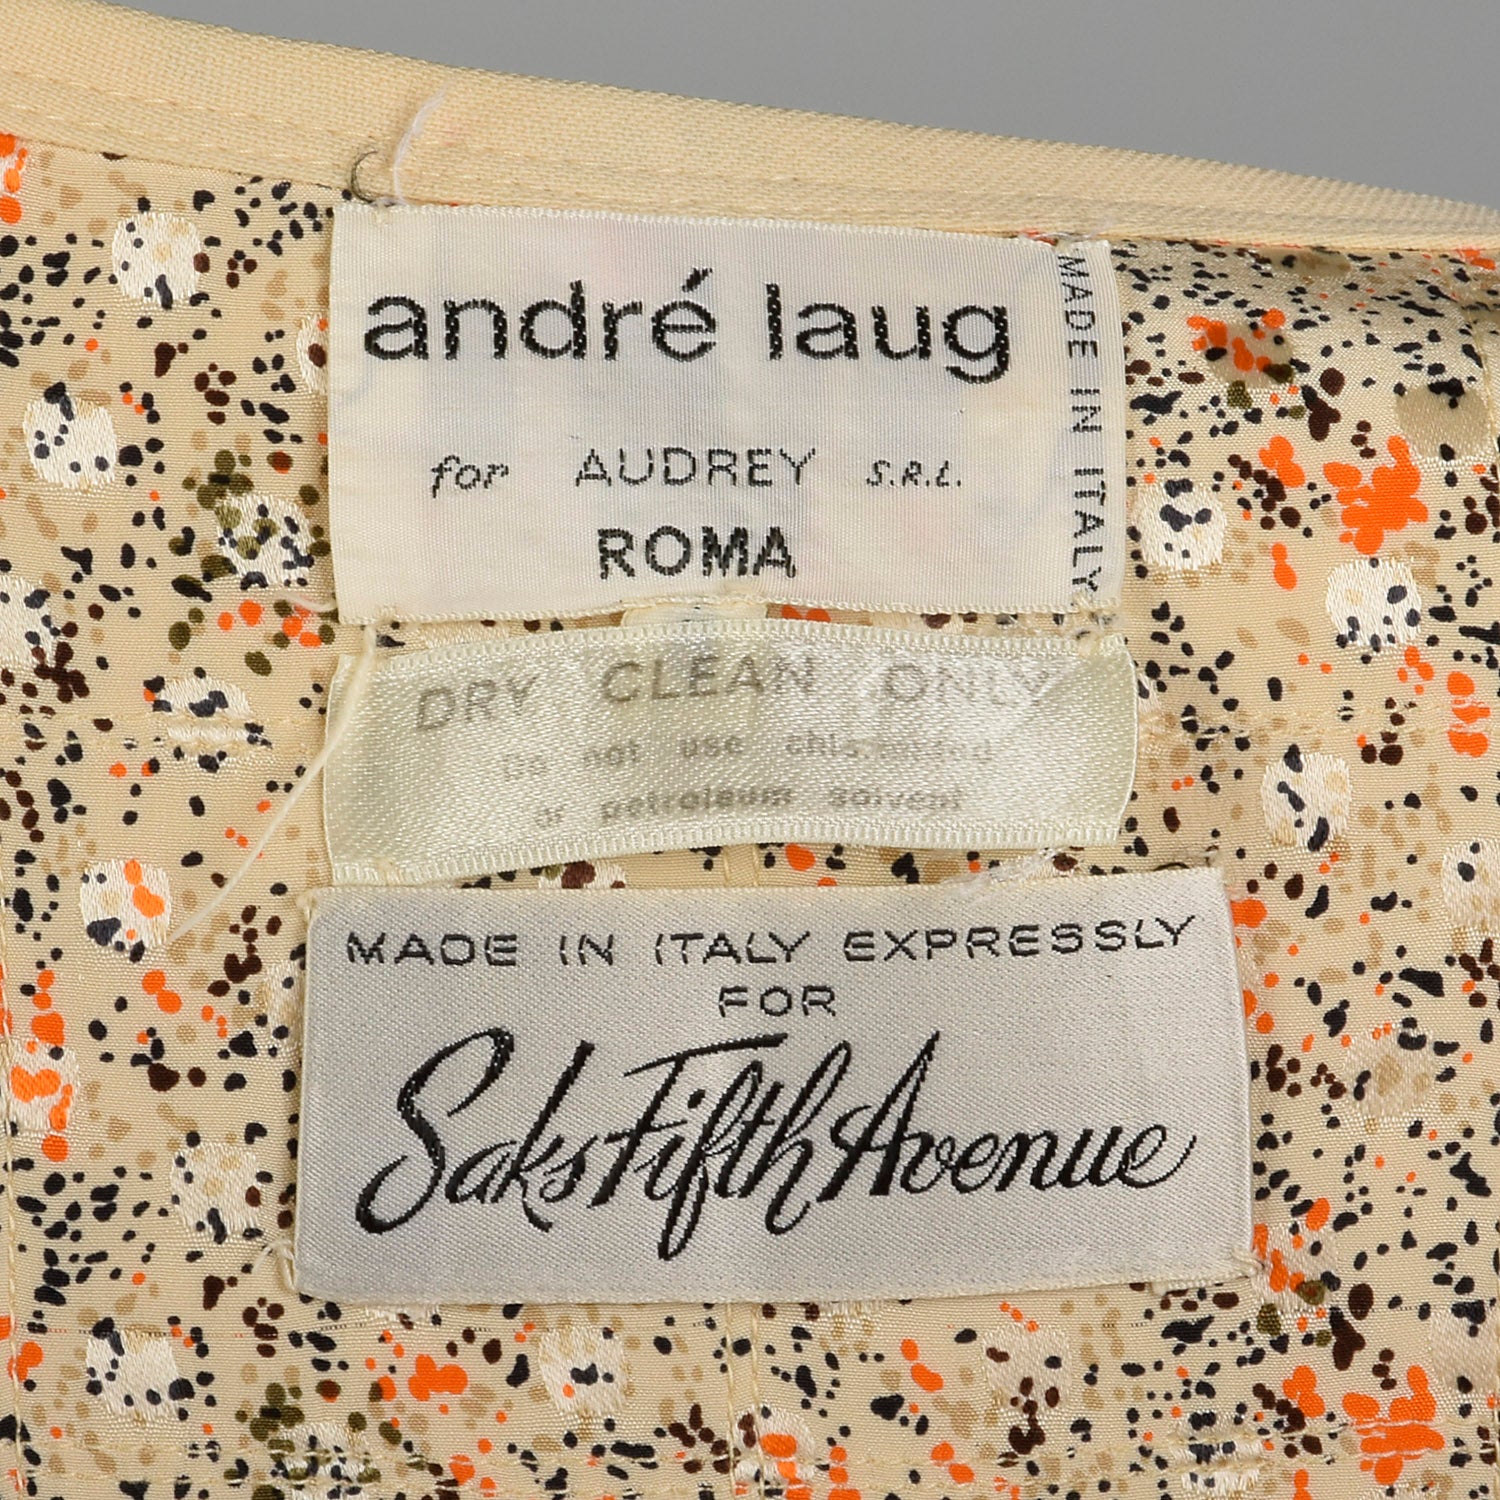 andré laug
for AUDREY S.R.L.
ROMA
MADE IN ITALY
DRY CLEAN ONLY
Do not use chlorinated
or petroleum solvent
MADE IN ITALY EXPRESSLY
FOR
Saks Fifth Avenue